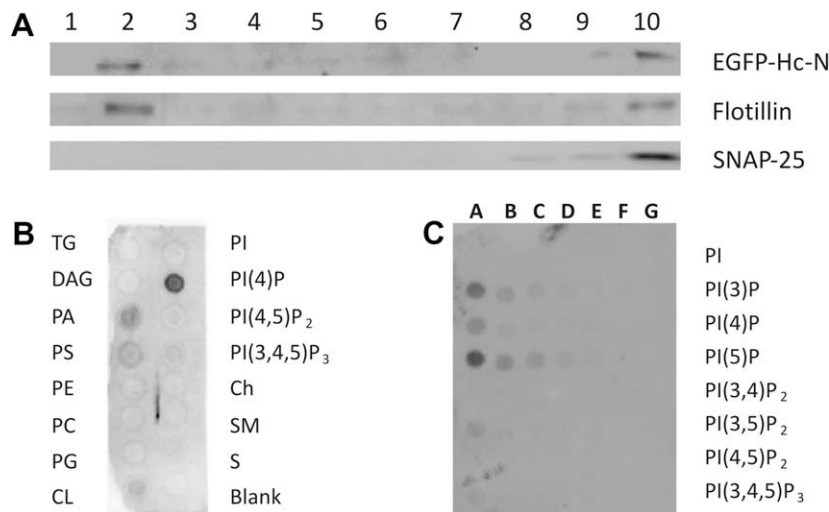 A 1 2 3 4 5 6 7 8 9 10
EGFP-Hc-N
Flotillin
SNAP-25
B
TG PI
DAG PI(4)P
PA PI(4,5)P₂
PS PI(3,4,5)P₃
PE Ch
PC SM
PG S
CL Blank
C A B C D E F G
PI
PI(3)P
PI(4)P
PI(5)P
PI(3,4)P₂
PI(3,5)P₂
PI(4,5)P₂
PI(3,4,5)P₃